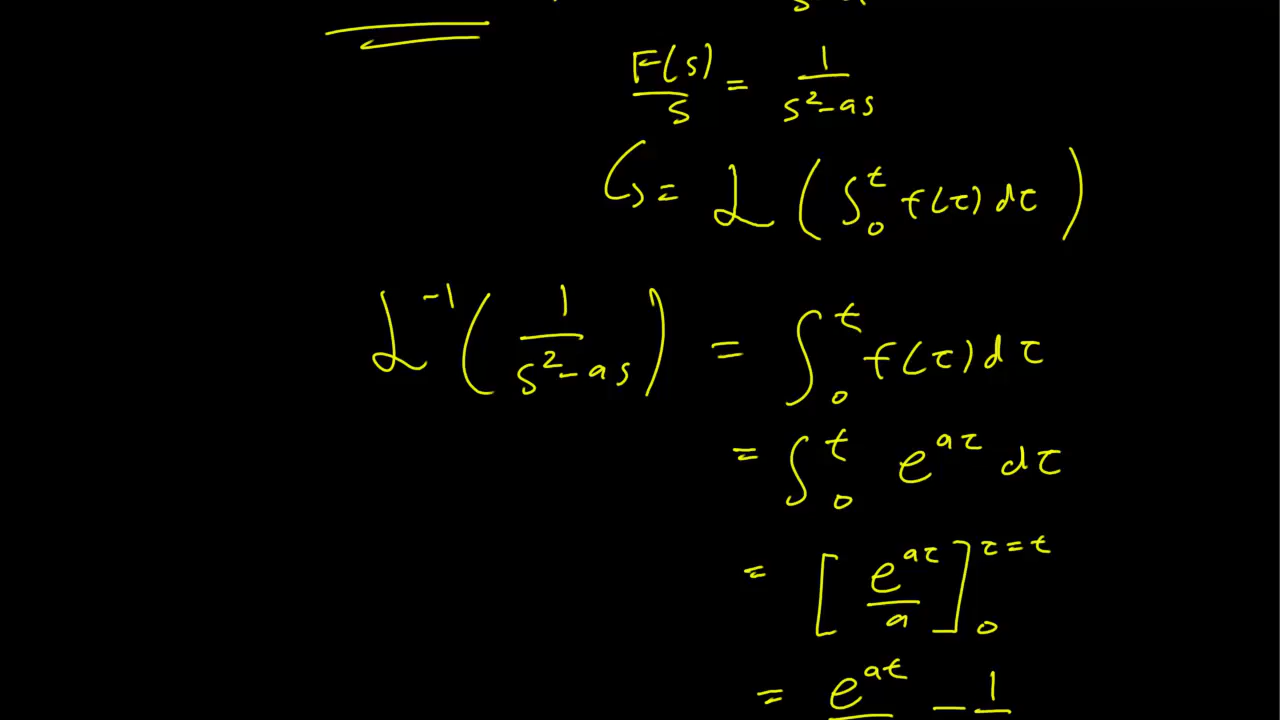 F(s)/s = 1/(s²-as)
↳ = ℒ(∫₀ᵗ f(τ)dτ)
ℒ⁻¹(1/(s²-as)) = ∫₀ᵗ f(τ)dτ
= ∫₀ᵗ e^(aτ) dτ
= [e^(aτ)/a]₀^(τ=t)
= e^(at) - 1